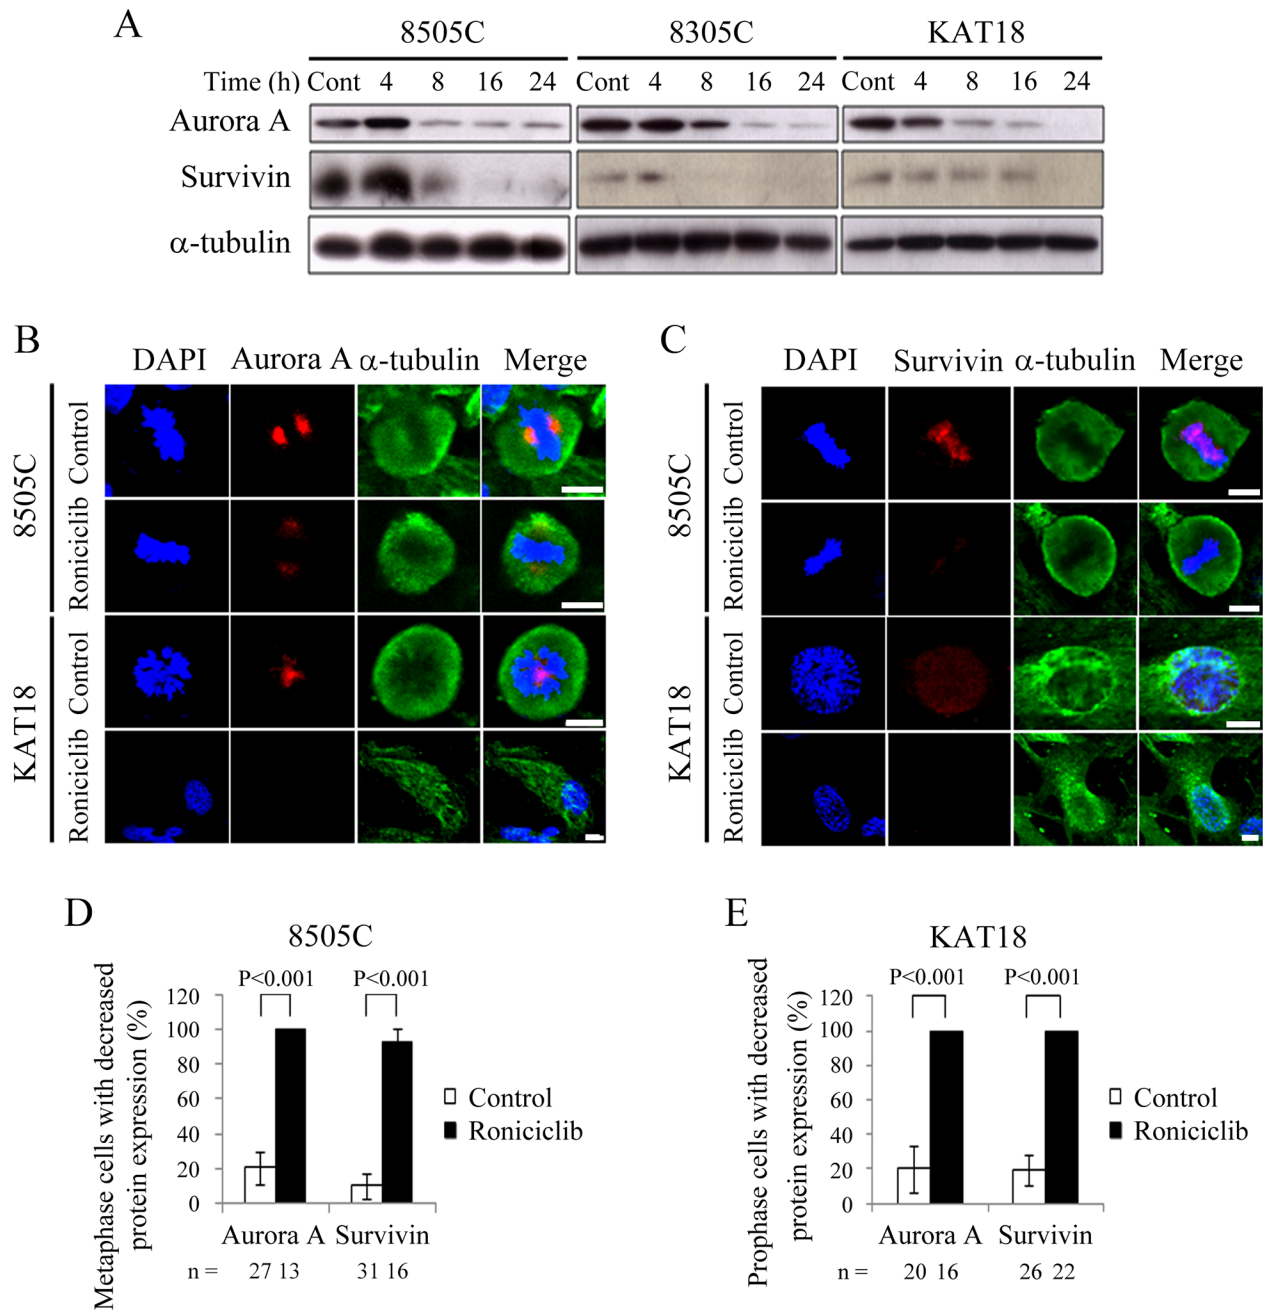 A
8505C 8305C KAT18
Time (h) Cont 4 8 16 24 Cont 4 8 16 24 Cont 4 8 16 24
Aurora A
Survivin
α-tubulin
B
DAPI Aurora A α-tubulin Merge
8505C
Control
Roniciclib
KAT18
Control
Roniciclib
C
DAPI Survivin α-tubulin Merge
8505C
Control
Roniciclib
KAT18
Control
Roniciclib
D
8505C
Metaphase cells with decreased
protein expression (%)
P<0.001 P<0.001
120
100
80
60
40
20
0
Control
Roniciclib
Aurora A Survivin
n = 27 13 31 16
E
KAT18
Prophase cells with decreased
protein expression (%)
P<0.001 P<0.001
120
100
80
60
40
20
0
Control
Roniciclib
Aurora A Survivin
n = 20 16 26 22